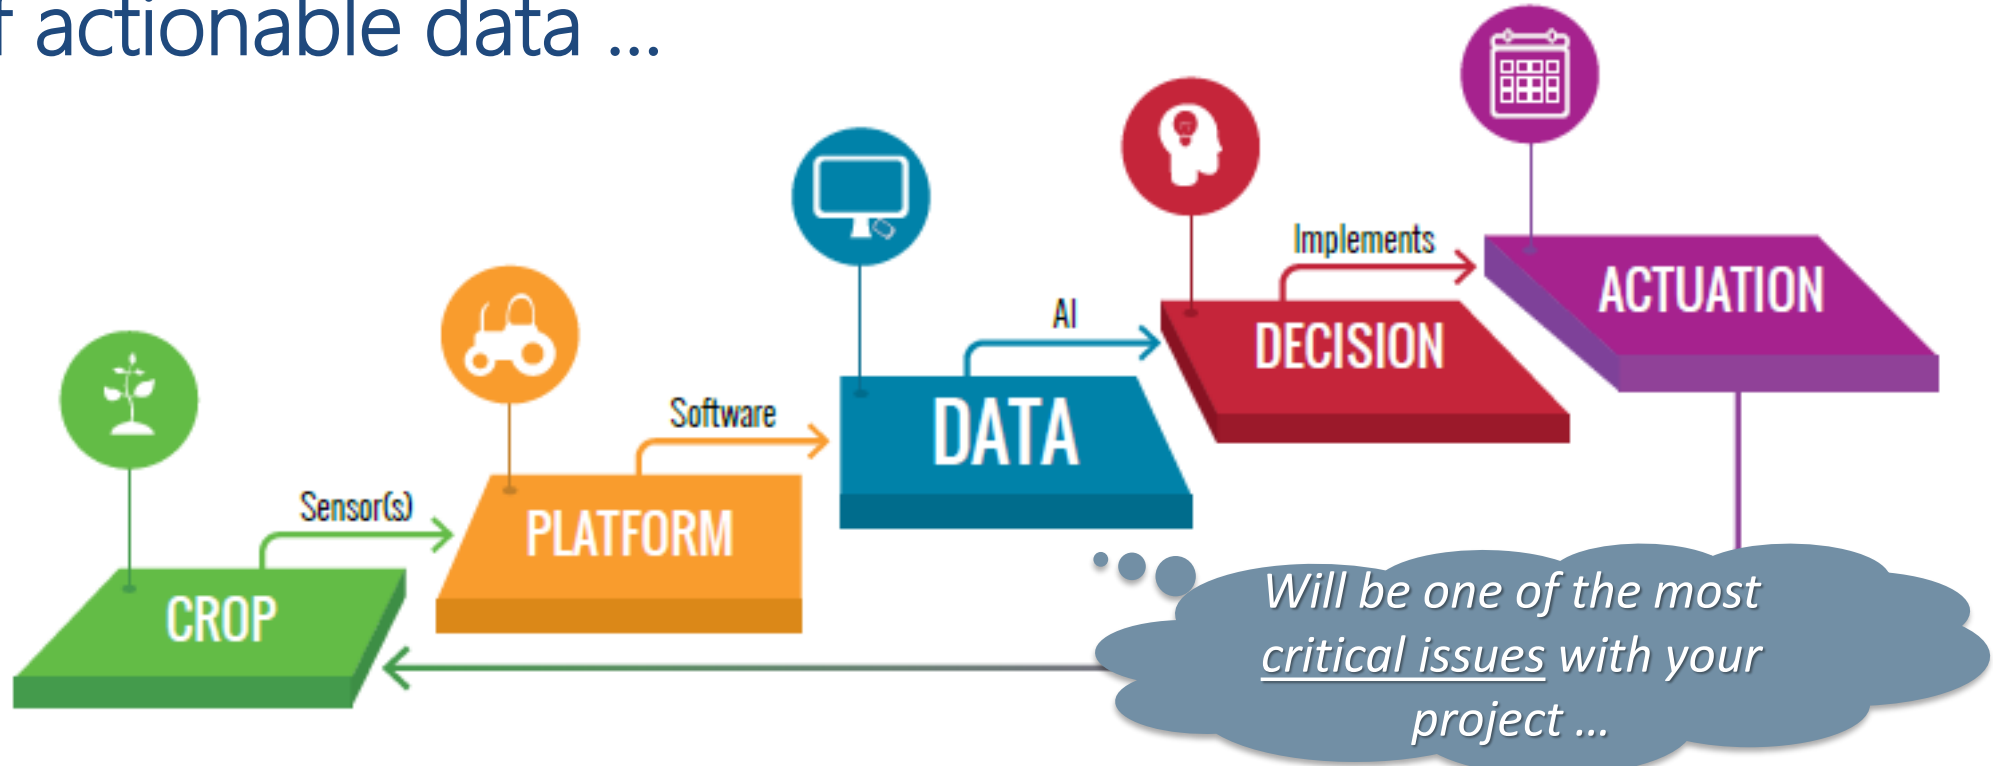 f actionable data ...
Implements
ACTUATION
AI
DECISION
Software
DATA
Sensor(s)
PLATFORM
CROP
Will be one of the most
critical issues with your
project ...